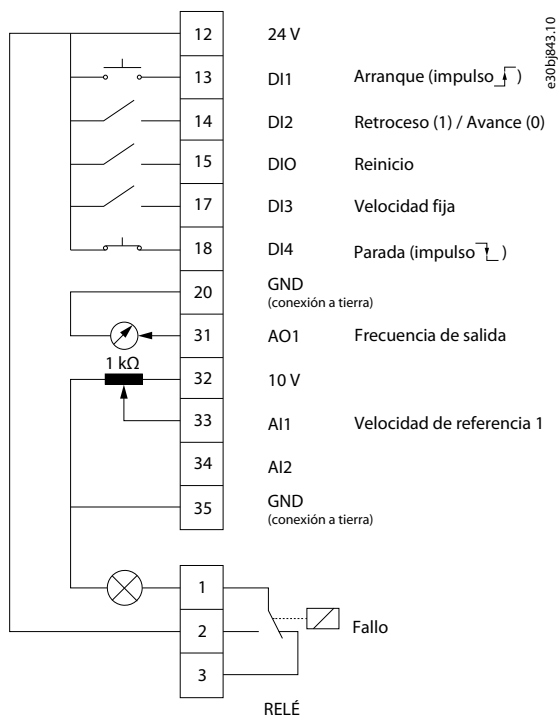 e30bj843.10
12 24 V
13 DI1 Arranque (impulso )
14 DI2 Retroceso (1) / Avance (0)
15 DIO Reinicio
17 DI3 Velocidad fija
18 DI4 Parada (impulso )
20 GND
(conexión a tierra)
31 AO1 Frecuencia de salida
1 kΩ
32 10 V
33 AI1 Velocidad de referencia 1
34 AI2
35 GND
(conexión a tierra)
1
2
Fallo
3
RELÉ